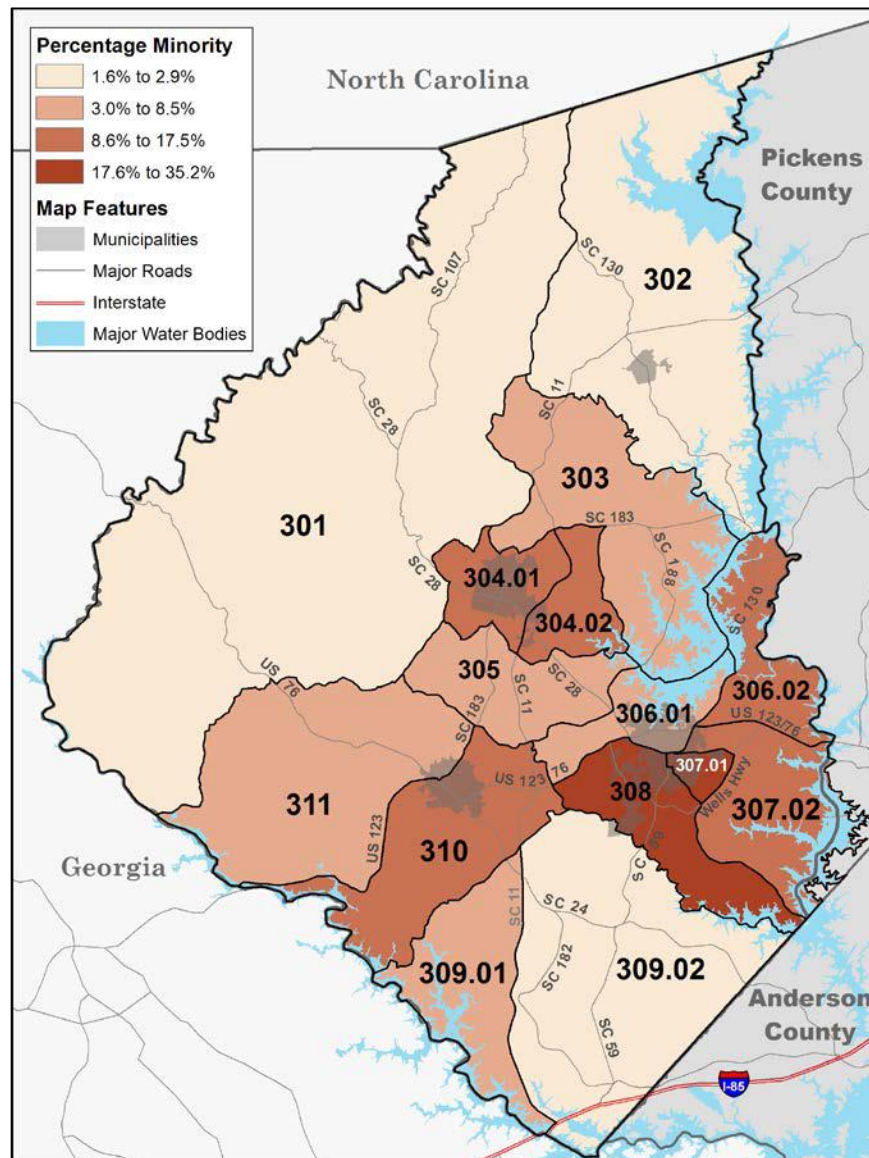 Percentage Minority
1.6% to 2.9%
3.0% to 8.5%
8.6% to 17.5%
17.6% to 35.2%
Map Features
Municipalities
Major Roads
Interstate
Major Water Bodies
North Carolina
Pickens
County
SC 107
SC 130
302
SC 11
SC 28
303
301
SC 183
SC 188
SC 28
304.01
304.02
SC 130
305
SC 28
US 76
SC 183
SC 11
306.01
306.02
US 123/76
307.01
US 123 76
308
Wells Hwy
307.02
311
US 123
310
SC 59
Georgia
SC 11
SC 24
309.01
SC 182
309.02
Anderson
County
SC 59
I-85